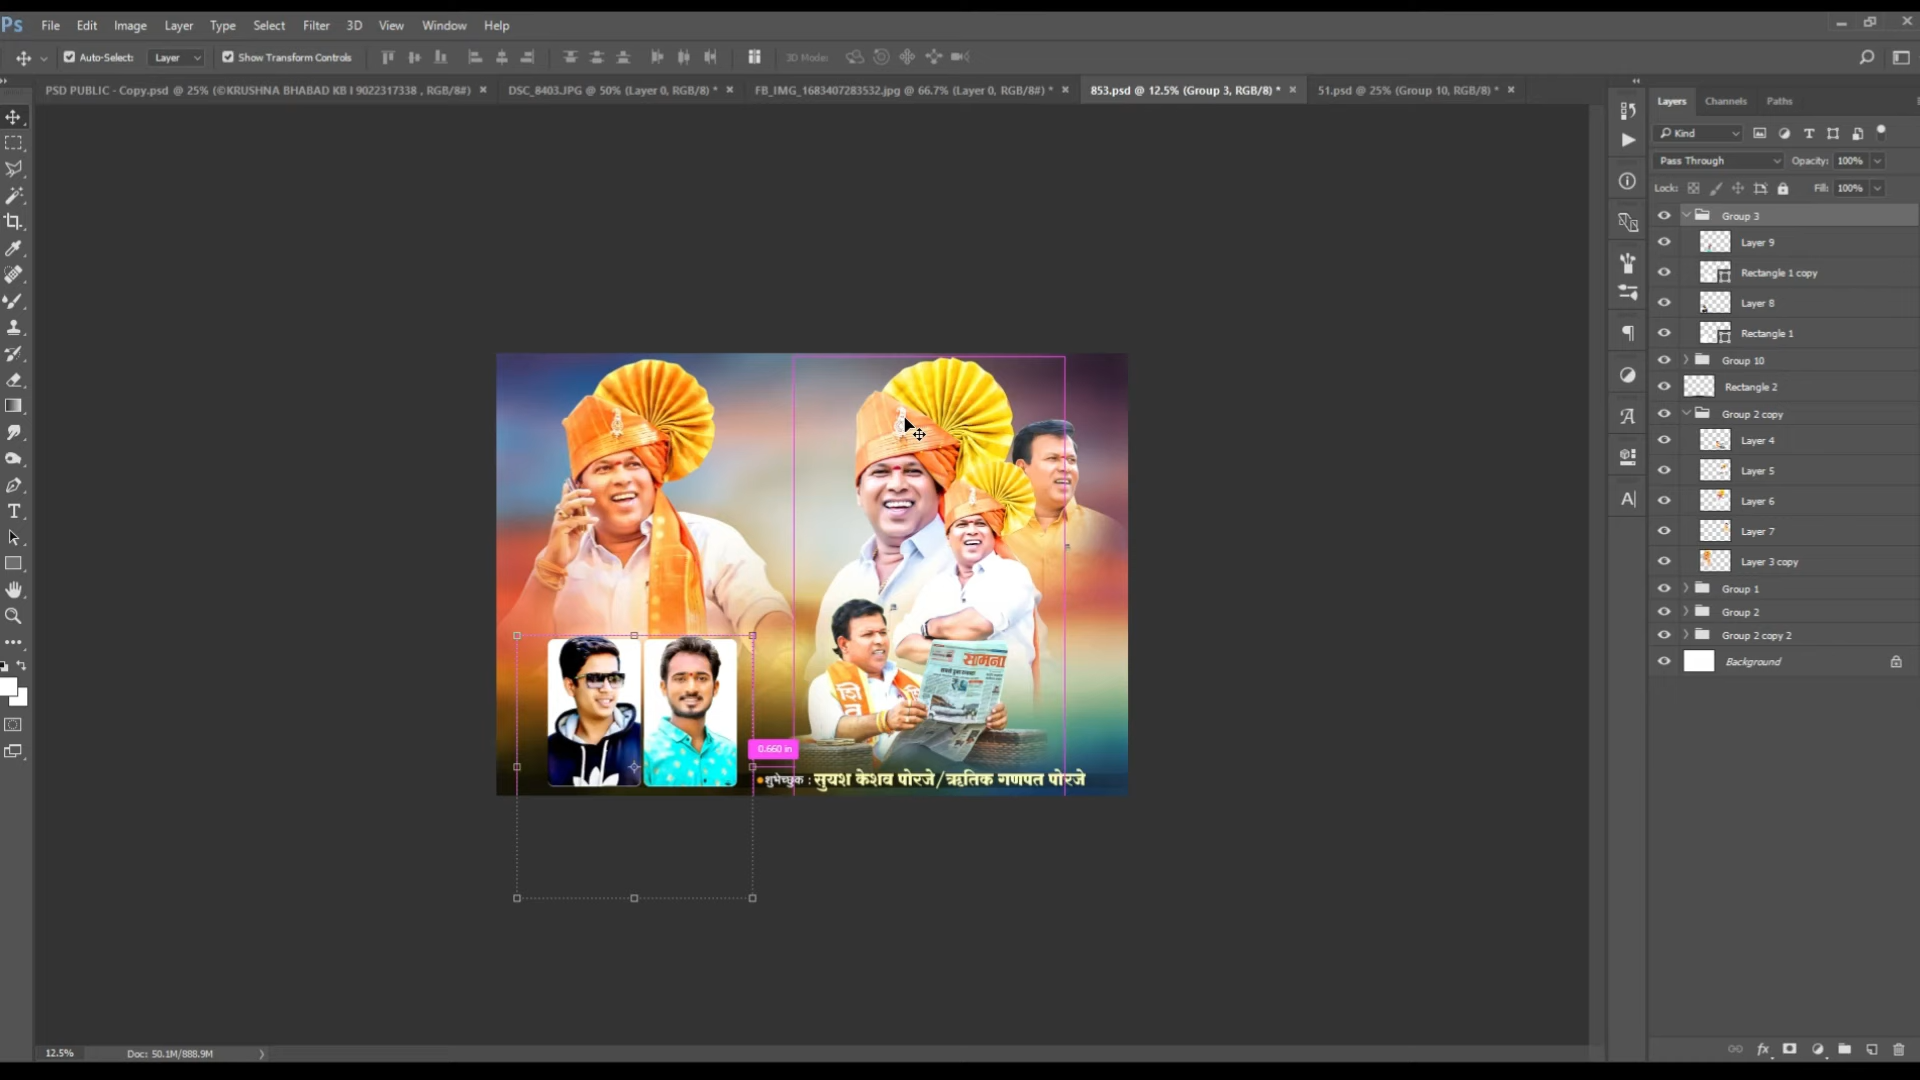 Ps File Edit Image Layer Type Select Filter 3D View Window Help
Auto-Select: Layer Show Transform Controls 3D Mode:
PSD PUBLIC - Copy.psd @ 25% (©KRUSHNA BHABAD KB I 9022317338 , RGB/8#) DSC_8403.JPG @ 50% (Layer 0, RGB/8) * FB_IMG_1683407283532.jpg @ 66.7% (Layer 0, RGB/8#) * 853.psd @ 12.5% (Group 3, RGB/8) * 51.psd @ 25% (Group 10, RGB/8) *
Layers Channels Paths
Kind
Pass Through Opacity: 100%
Lock: Fill: 100%
Group 3
Layer 9
Rectangle 1 copy
Layer 8
Rectangle 1
Group 10
Rectangle 2
Group 2 copy
Layer 4
Layer 5
Layer 6
Layer 7
Layer 3 copy
Group 1
Group 2
Group 2 copy 2
Background
सामना
शि
व
0.660 in
शुभेच्छुक : सुयश केशव पोरजे/ऋतिक गणपत पोरजे
12.5% Doc: 50.1M/888.9M